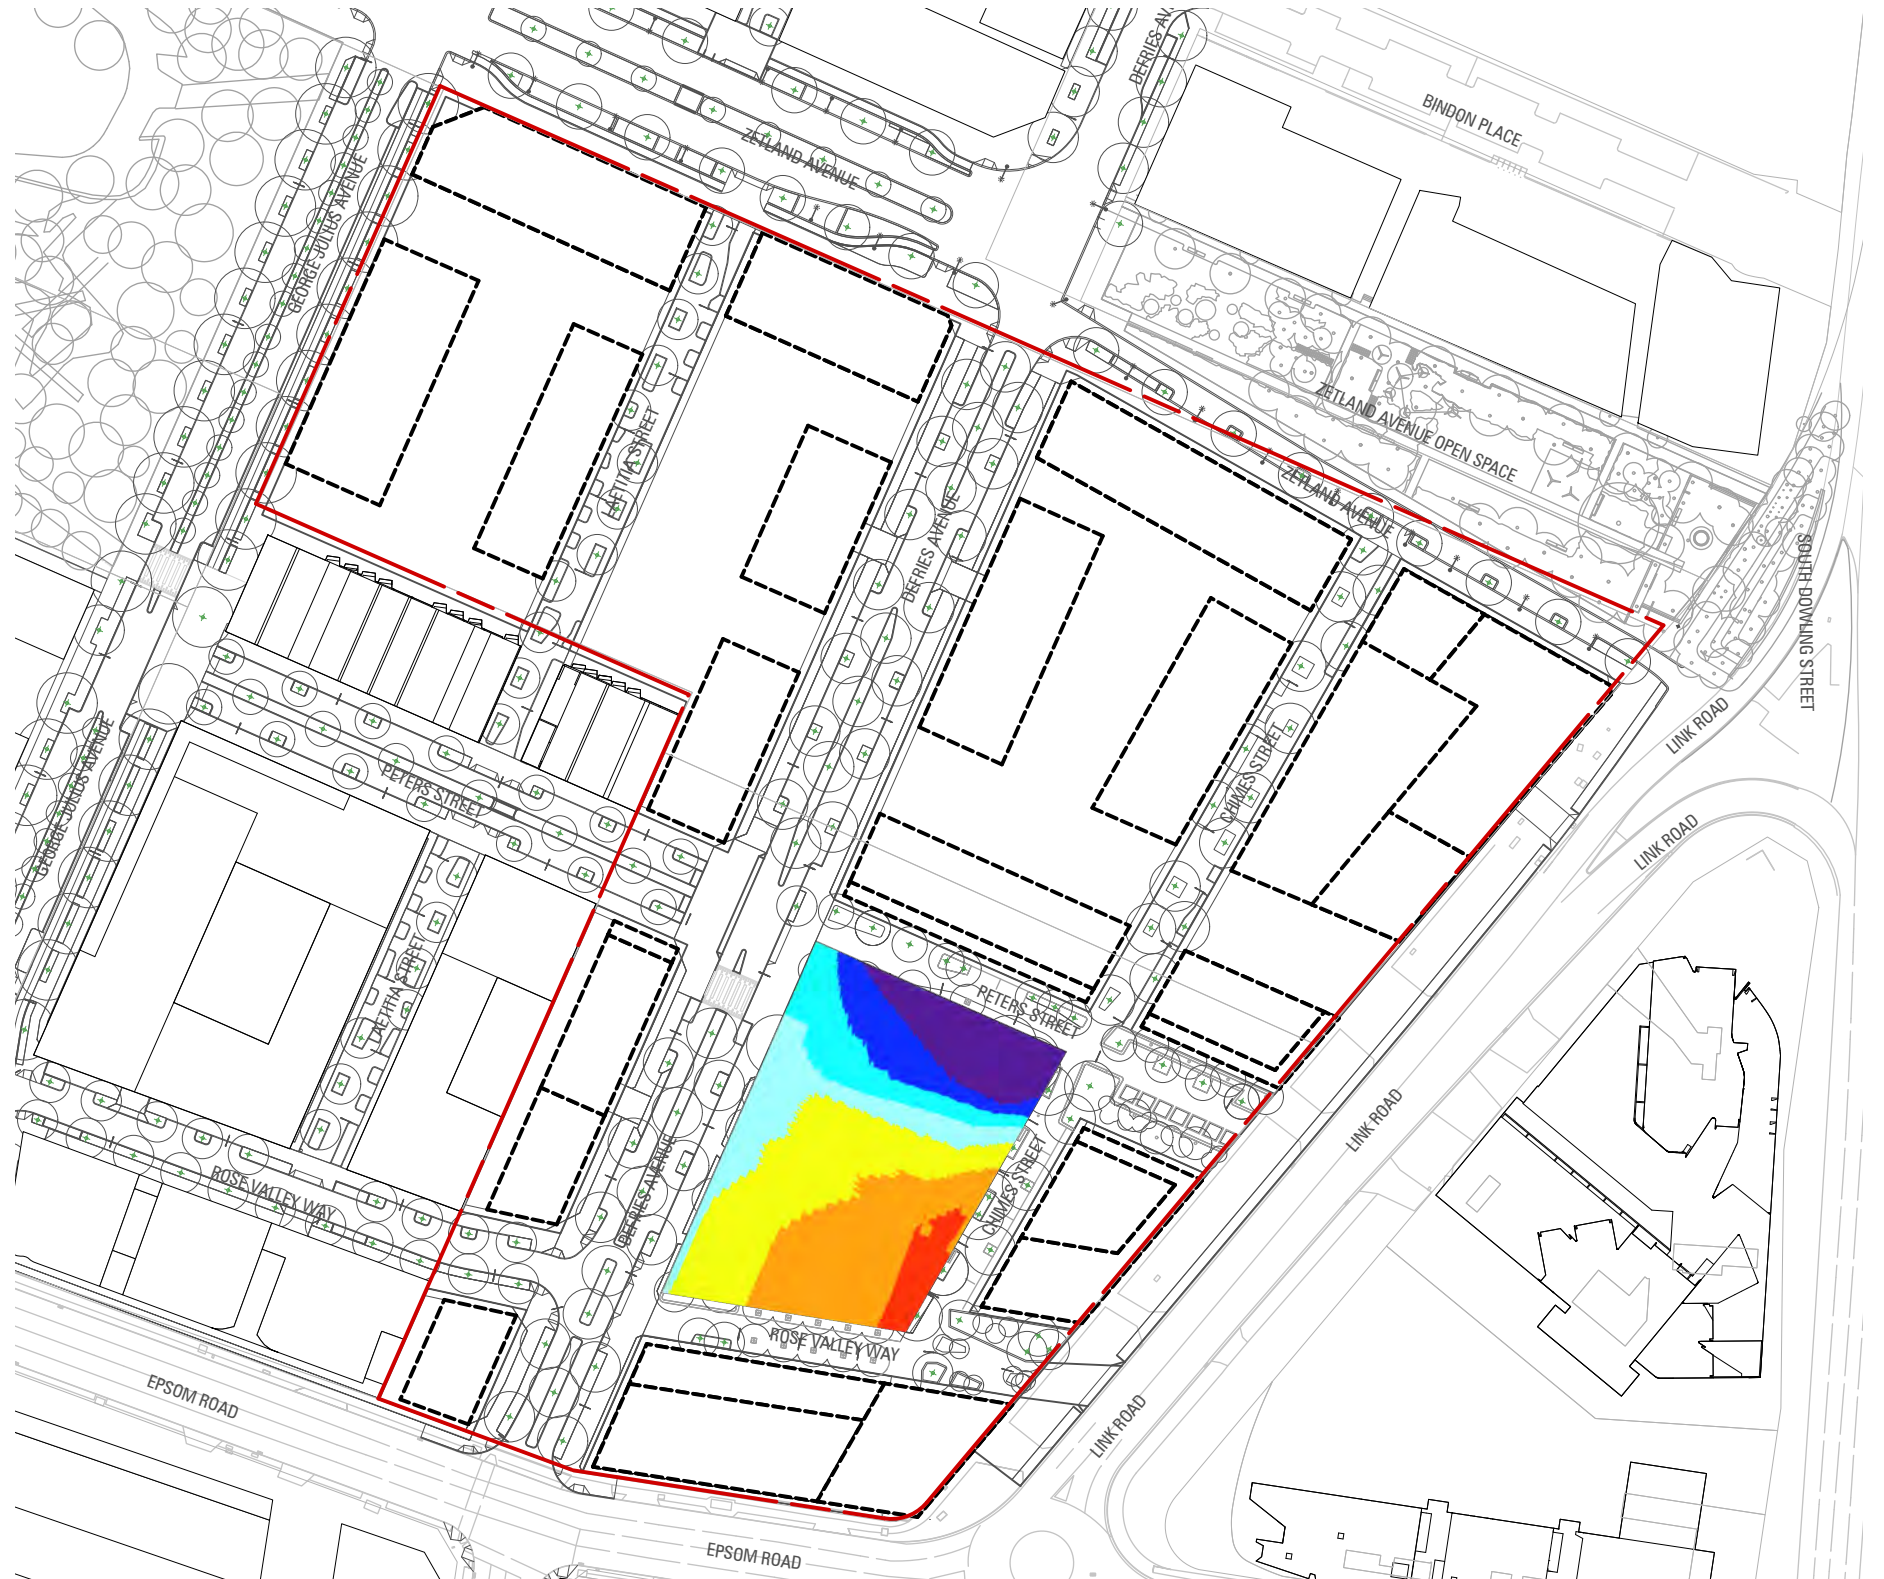 DEFRIES AV
BINDON PLACE
ZETLAND AVENUE
GEORGE JULIUS AVENUE
ZETLAND AVENUE OPEN SPACE
LAETITIA STREET
ZETLAND AVENUE
DEFRIES AVENUE
SOUTH DOWLING STREET
LINK ROAD
GEORGE JULIUS AVENUE
PETERS STREET
CHIMES STREET
LINK ROAD
LAETITIA STREET
PETERS STREET
LINK ROAD
ROSE VALLEY WAY
DEFRIES AVENUE
CHIMES STREET
ROSE VALLEY WAY
EPSOM ROAD
LINK ROAD
EPSOM ROAD